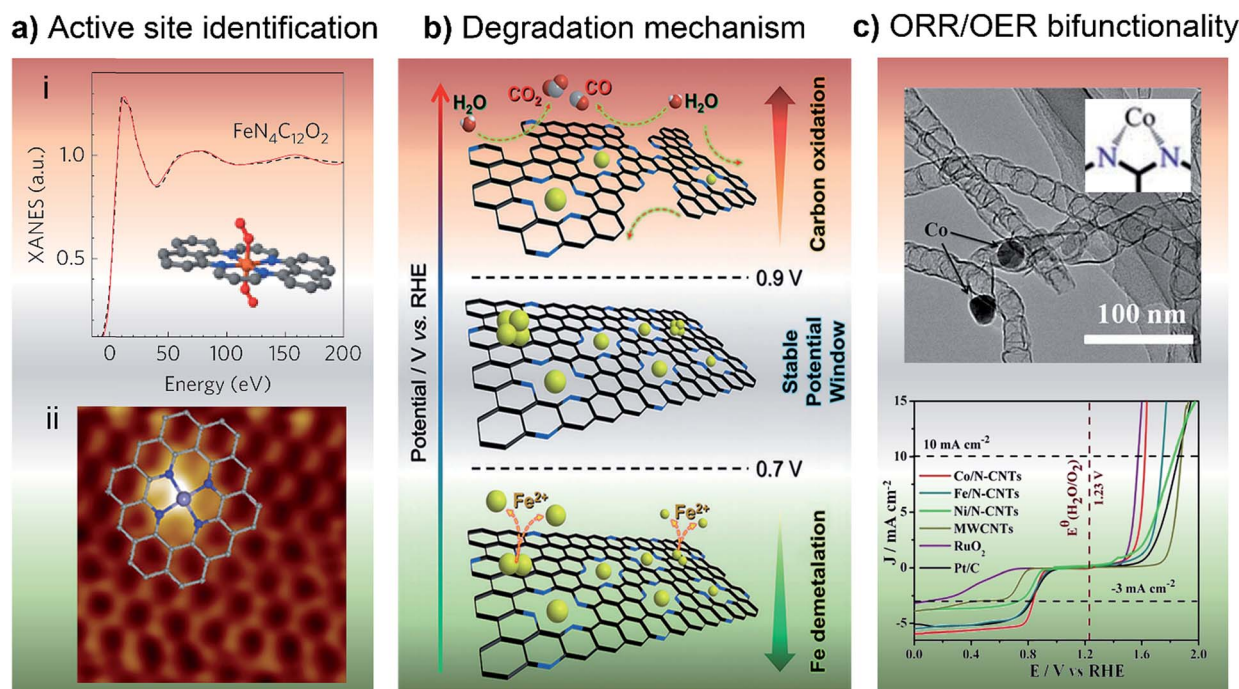 a) Active site identification
i
FeN4C12O2
XANES (a.u.)
1.0
0.5
0
50
100
150
200
Energy (eV)
ii
b) Degradation mechanism
Potential / V vs. RHE
H2O
CO2
CO
H2O
Carbon oxidation
0.9 V
Stable
Potential
Window
0.7 V
Fe2+
Fe2+
Fe demetalation
c) ORR/OER bifunctionality
Co
N
N
Co
100 nm
15
10
5
0
-5
J / mA cm-2
10 mA cm-2
Co/N-CNTs
Fe/N-CNTs
Ni/N-CNTs
MWCNTs
RuO2
Pt/C
Eθ(H2O/O2)
1.23 V
-3 mA cm-2
0.0
0.4
0.8
1.2
1.6
2.0
E / V vs RHE